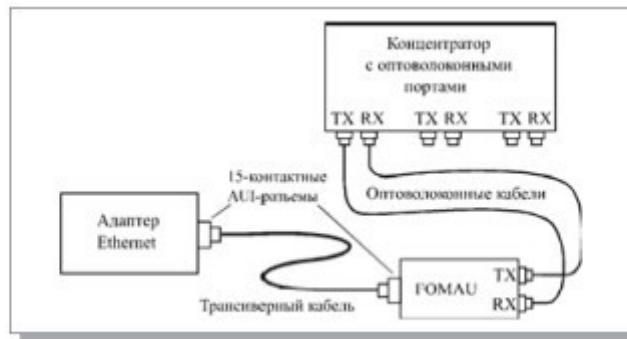 Концентратор
с оптоволоконными
портами
TX RX TX RX TX RX
15-контактные
AUI-разъемы
Оптоволоконные кабели
Адаптер
Ethernet
TX
FOMAU
RX
Трансиверный кабель